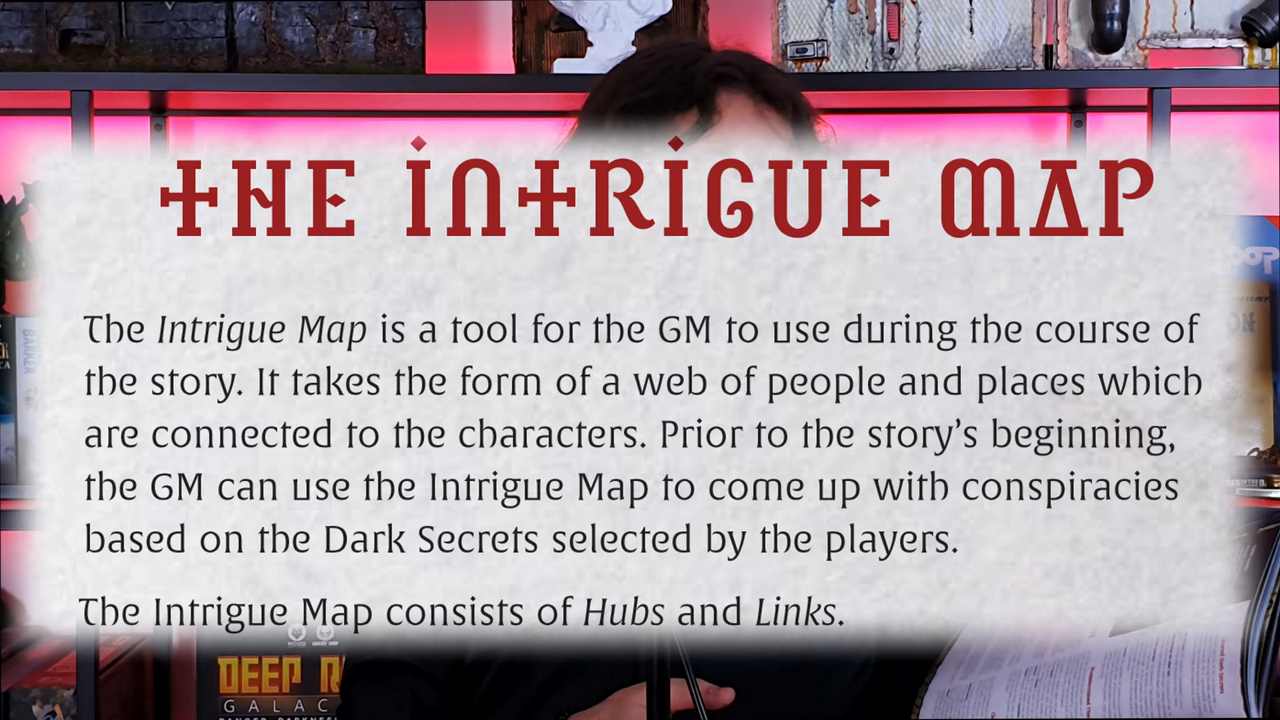 THE INTRIGUE MAP
The Intrigue Map is a tool for the GM to use during the course of
the story. It takes the form of a web of people and places which
are connected to the characters. Prior to the story's beginning,
the GM can use the Intrigue Map to come up with conspiracies
based on the Dark Secrets selected by the players.
The Intrigue Map consists of Hubs and Links.
DEEP
GALAC
BARKER